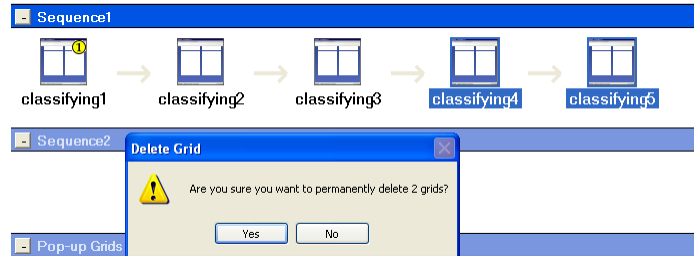 - Sequence1
1
classifying1 classifying2 classifying3 classifying4 classifying5
- Sequence2
Delete Grid
Are you sure you want to permanently delete 2 grids?
Yes No
- Pop-up Grids